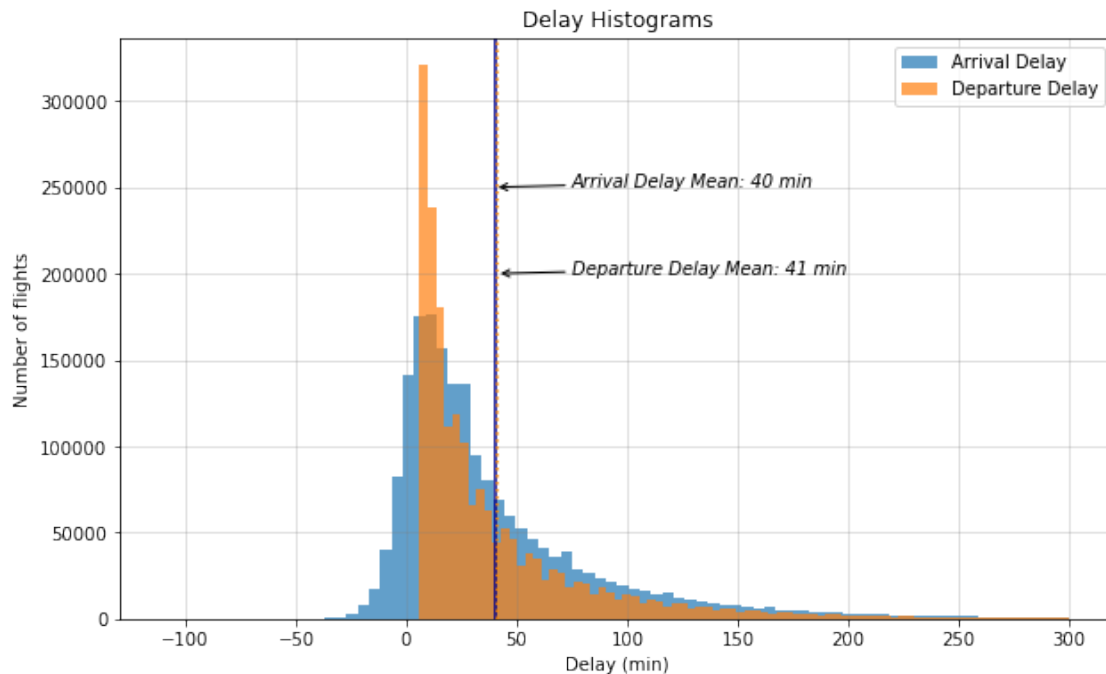 Delay Histograms
Arrival Delay
Departure Delay
300000
250000
200000
150000
100000
50000
0
Number of flights
Arrival Delay Mean: 40 min
Departure Delay Mean: 41 min
−100
−50
0
50
100
150
200
250
300
Delay (min)